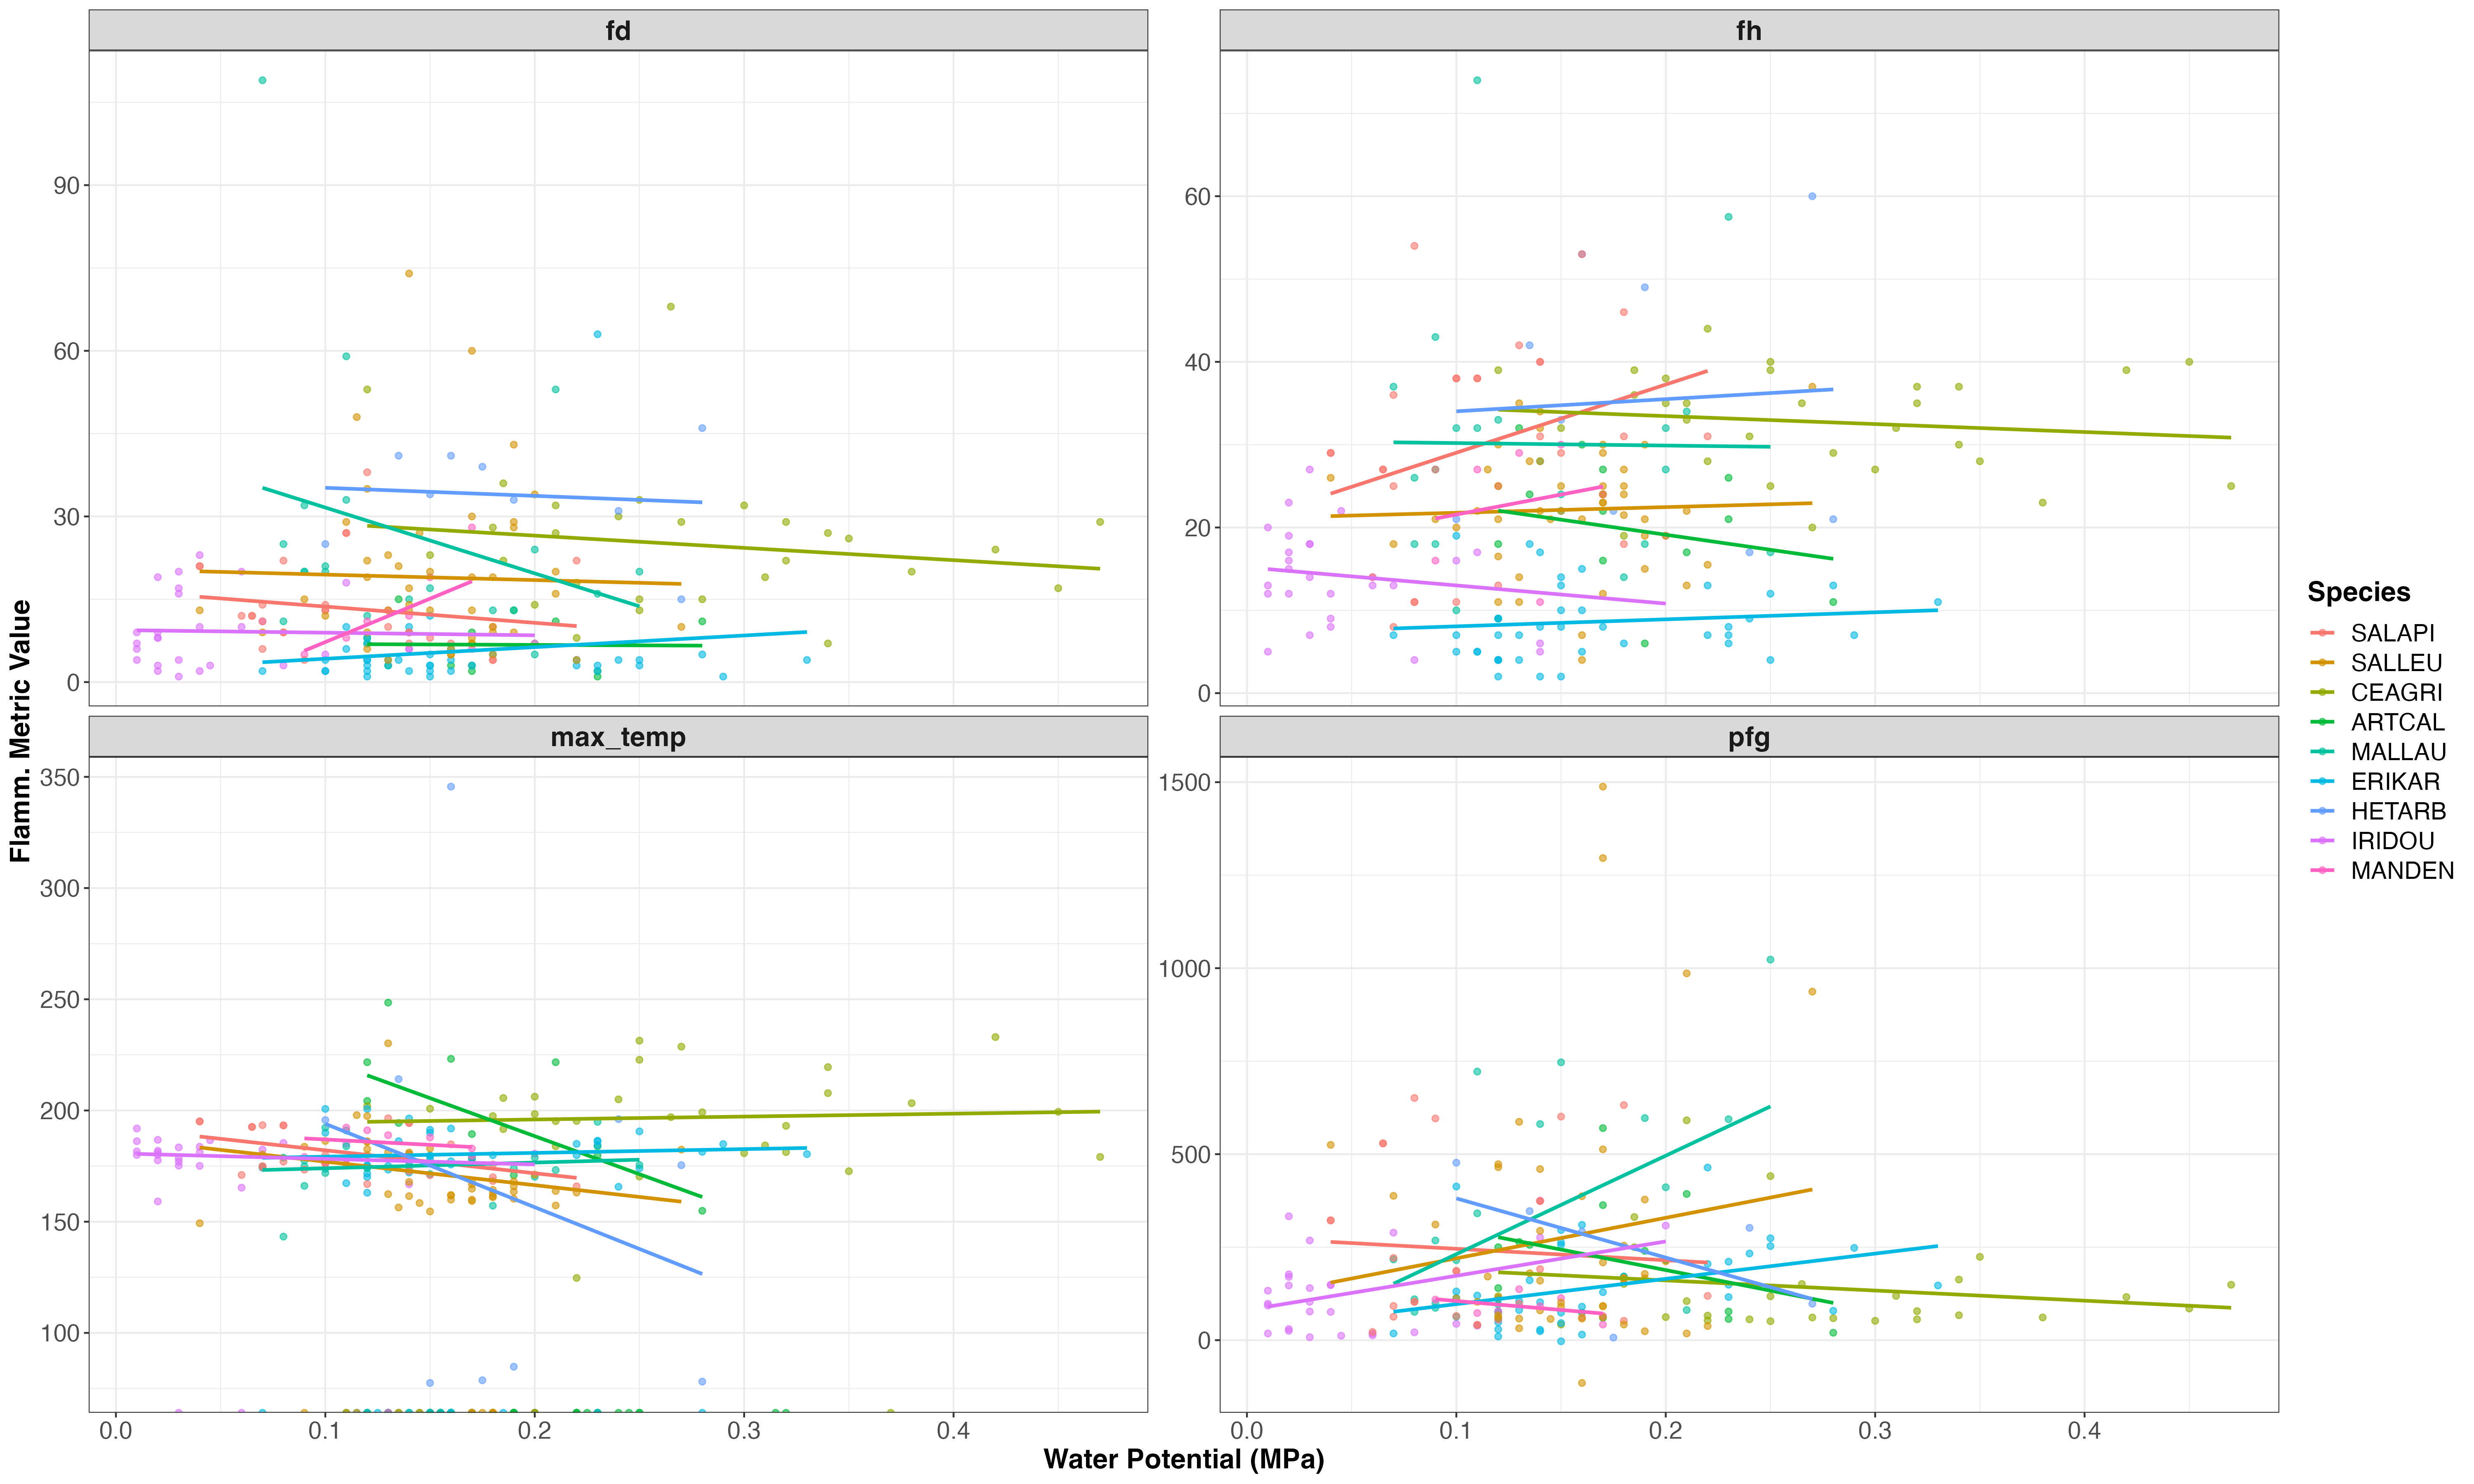 fd
fh
90
60
30
0
60
40
20
0
max_temp
pfg
350
300
250
200
150
100
1500
1000
500
0
0.0 0.1 0.2 0.3 0.4
0.0 0.1 0.2 0.3 0.4
Water Potential (MPa)
Flamm. Metric Value
Species
SALAPI
SALLEU
CEAGRI
ARTCAL
MALLAU
ERIKAR
HETARB
IRIDOU
MANDEN